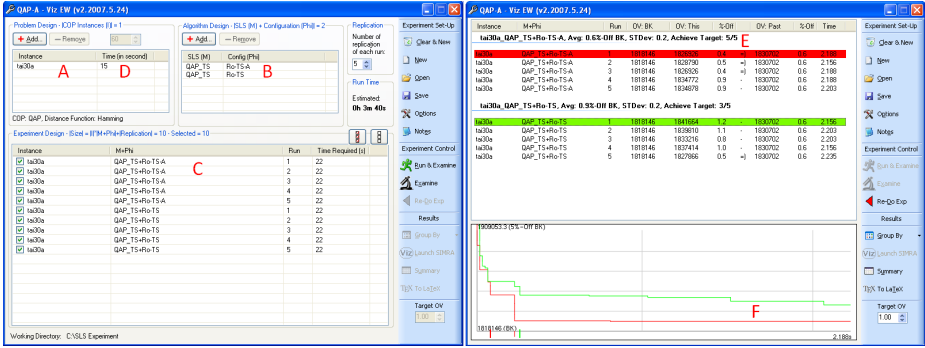 QAP-A - Viz EW (v2.2007.5.24)
Problem Design - |COP Instances (I)| = 1
Add...
Remove
60
Instance
Time (in second)
tai30a
15
A
D
COP: QAP, Distance Function: Hamming
Algorithm Design - |SLS (M) + Configuration (Phi)| = 2
Add...
Remove
SLS (M)
Config (Phi)
QAP_TS Ro-TS-A
QAP_TS Ro-TS
B
Replication
Number of
replication
of each run:
5
Run Time
Estimated:
0h 3m 40s
Experiment Design - |Size| = |I|*|M+Phi|*|Replication| = 10 - Selected = 10
Instance M+Phi Run Time Required (s)
tai30a QAP_TS+Ro-TS-A 1 22
tai30a QAP_TS+Ro-TS-A 2 22
tai30a QAP_TS+Ro-TS-A 3 22
tai30a QAP_TS+Ro-TS-A 4 22
tai30a QAP_TS+Ro-TS-A 5 22
tai30a QAP_TS+Ro-TS 1 22
tai30a QAP_TS+Ro-TS 2 22
tai30a QAP_TS+Ro-TS 3 22
tai30a QAP_TS+Ro-TS 4 22
tai30a QAP_TS+Ro-TS 5 22
C
Working Directory: C:\SLS Experiment
Experiment Set-Up
Clear & New
New
Open
Save
Options
Notes
Experiment Control
Run & Examine
Examine
Re-Do Exp
Results
Group By
Viz Launch SIMRA
Summary
TEX To LaTeX
Target OV
1.00
QAP-A - Viz EW (v2.2007.5.24)
Instance M+Phi Run OV: BK OV: This %-Off OV: Past %-Off Time
tai30a_QAP_TS+Ro-TS-A, Avg: 0.6%-Off BK, STDev: 0.2, Achieve Target: 5/5
E
tai30a QAP_TS+Ro-TS-A 1 1818146 0.4 =) 1830702 0.6 2.188
tai30a QAP_TS+Ro-TS-A 2 1818146 1828790 0.5 =) 1830702 0.6 2.156
tai30a QAP_TS+Ro-TS-A 3 1818146 1826926 0.4 =) 1830702 0.6 2.188
tai30a QAP_TS+Ro-TS-A 4 1818146 1834772 0.9 - 1830702 0.6 2.188
tai30a QAP_TS+Ro-TS-A 5 1818146 1834878 0.9 - 1830702 0.6 2.203
tai30a_QAP_TS+Ro-TS, Avg: 0.9%-Off BK, STDev: 0.2, Achieve Target: 3/5
tai30a QAP_TS+Ro-TS 1 1818146 1841664 1.2 - 1830702 0.6 2.156
tai30a QAP_TS+Ro-TS 2 1818146 1839810 1.1 - 1830702 0.6 2.203
tai30a QAP_TS+Ro-TS 3 1818146 1833216 0.8 - 1830702 0.6 2.203
tai30a QAP_TS+Ro-TS 4 1818146 1837414 1.0 - 1830702 0.6 2.156
tai30a QAP_TS+Ro-TS 5 1818146 1827866 0.5 =) 1830702 0.6 2.235
1909053.3 (5%-Off BK)
F
1818146 (BK)
2.188s
Experiment Set-Up
Clear & New
New
Open
Save
Options
Notes
Experiment Control
Run & Examine
Examine
Re-Do Exp
Results
Group By
Viz Launch SIMRA
Summary
TEX To LaTeX
Target OV
1.00